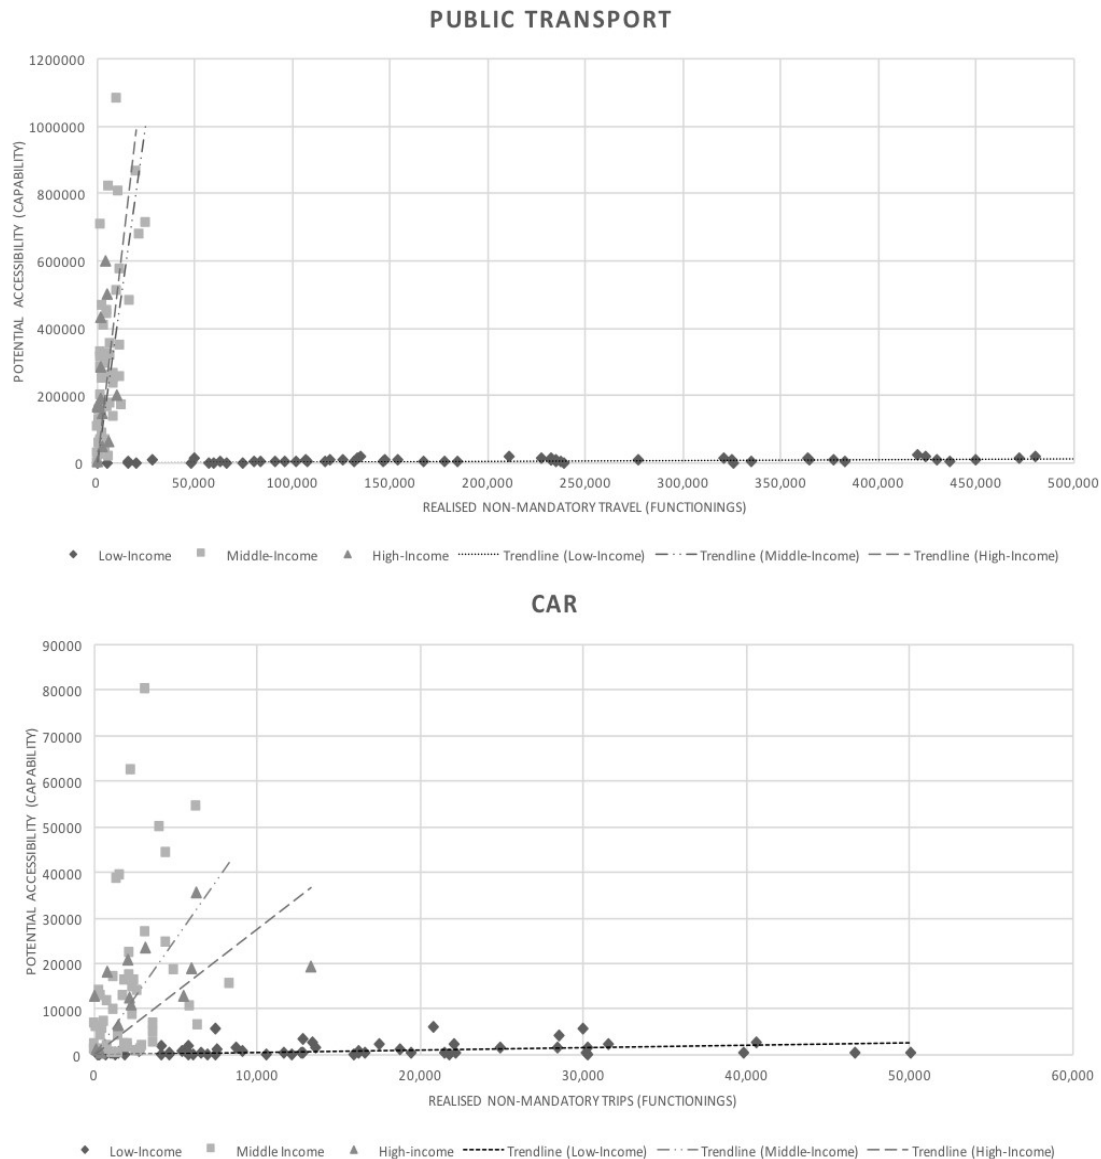 PUBLIC TRANSPORT
1200000
1000000
800000
600000
400000
200000
0
POTENTIAL ACCESSIBILITY (CAPABILITY)
0 50,000 100,000 150,000 200,000 250,000 300,000 350,000 400,000 450,000 500,000
REALISED NON-MANDATORY TRAVEL (FUNCTIONINGS)
Low-Income Middle-Income High-Income Trendline (Low-Income) Trendline (Middle-Income) Trendline (High-Income)
CAR
90000
80000
70000
60000
50000
40000
30000
20000
10000
0
POTENTIAL ACCESSIBILITY (CAPABILITY)
0 10,000 20,000 30,000 40,000 50,000 60,000
REALISED NON-MANDATORY TRIPS (FUNCTIONINGS)
Low-Income Middle Income High-income Trendline (Low-Income) Trendline (Middle-Income) Trendline (High-Income)